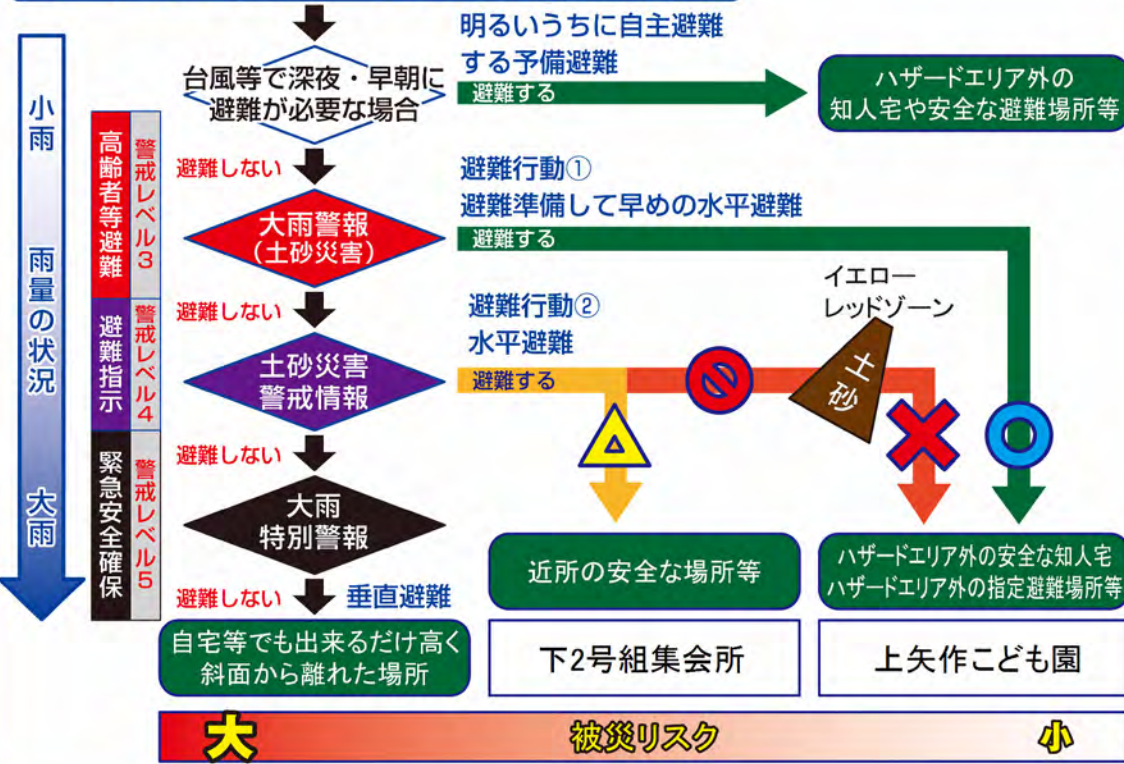 明るいうちに自主避難
する予備避難
台風等で深夜・早朝に
避難が必要な場合
避難する
ハザードエリア外の
知人宅や安全な避難場所等
小雨
雨量の状況
大雨
高齢者等避難
警戒レベル3
避難しない
避難行動①
避難準備して早めの水平避難
大雨警報
(土砂災害)
避難する
避難指示
警戒レベル4
避難しない
避難行動②
水平避難
土砂災害
警戒情報
避難する
イエロー
レッドゾーン
土砂
緊急安全確保
警戒レベル5
避難しない
大雨
特別警報
近所の安全な場所等
ハザードエリア外の安全な知人宅
ハザードエリア外の指定避難場所等
避難しない
垂直避難
自宅等でも出来るだけ高く
斜面から離れた場所
下2号組集会所
上矢作こども園
大
被災リスク
小